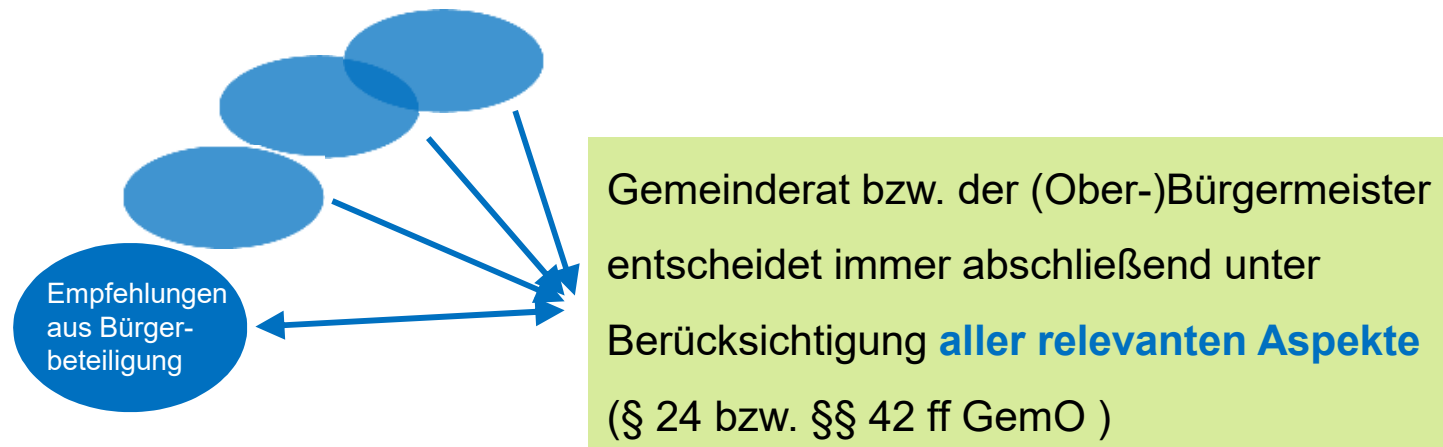 Empfehlungen
aus Bürger-
beteiligung
Gemeinderat bzw. der (Ober-)Bürgermeister
entscheidet immer abschließend unter
Berücksichtigung aller relevanten Aspekte
(§ 24 bzw. §§ 42 ff GemO )